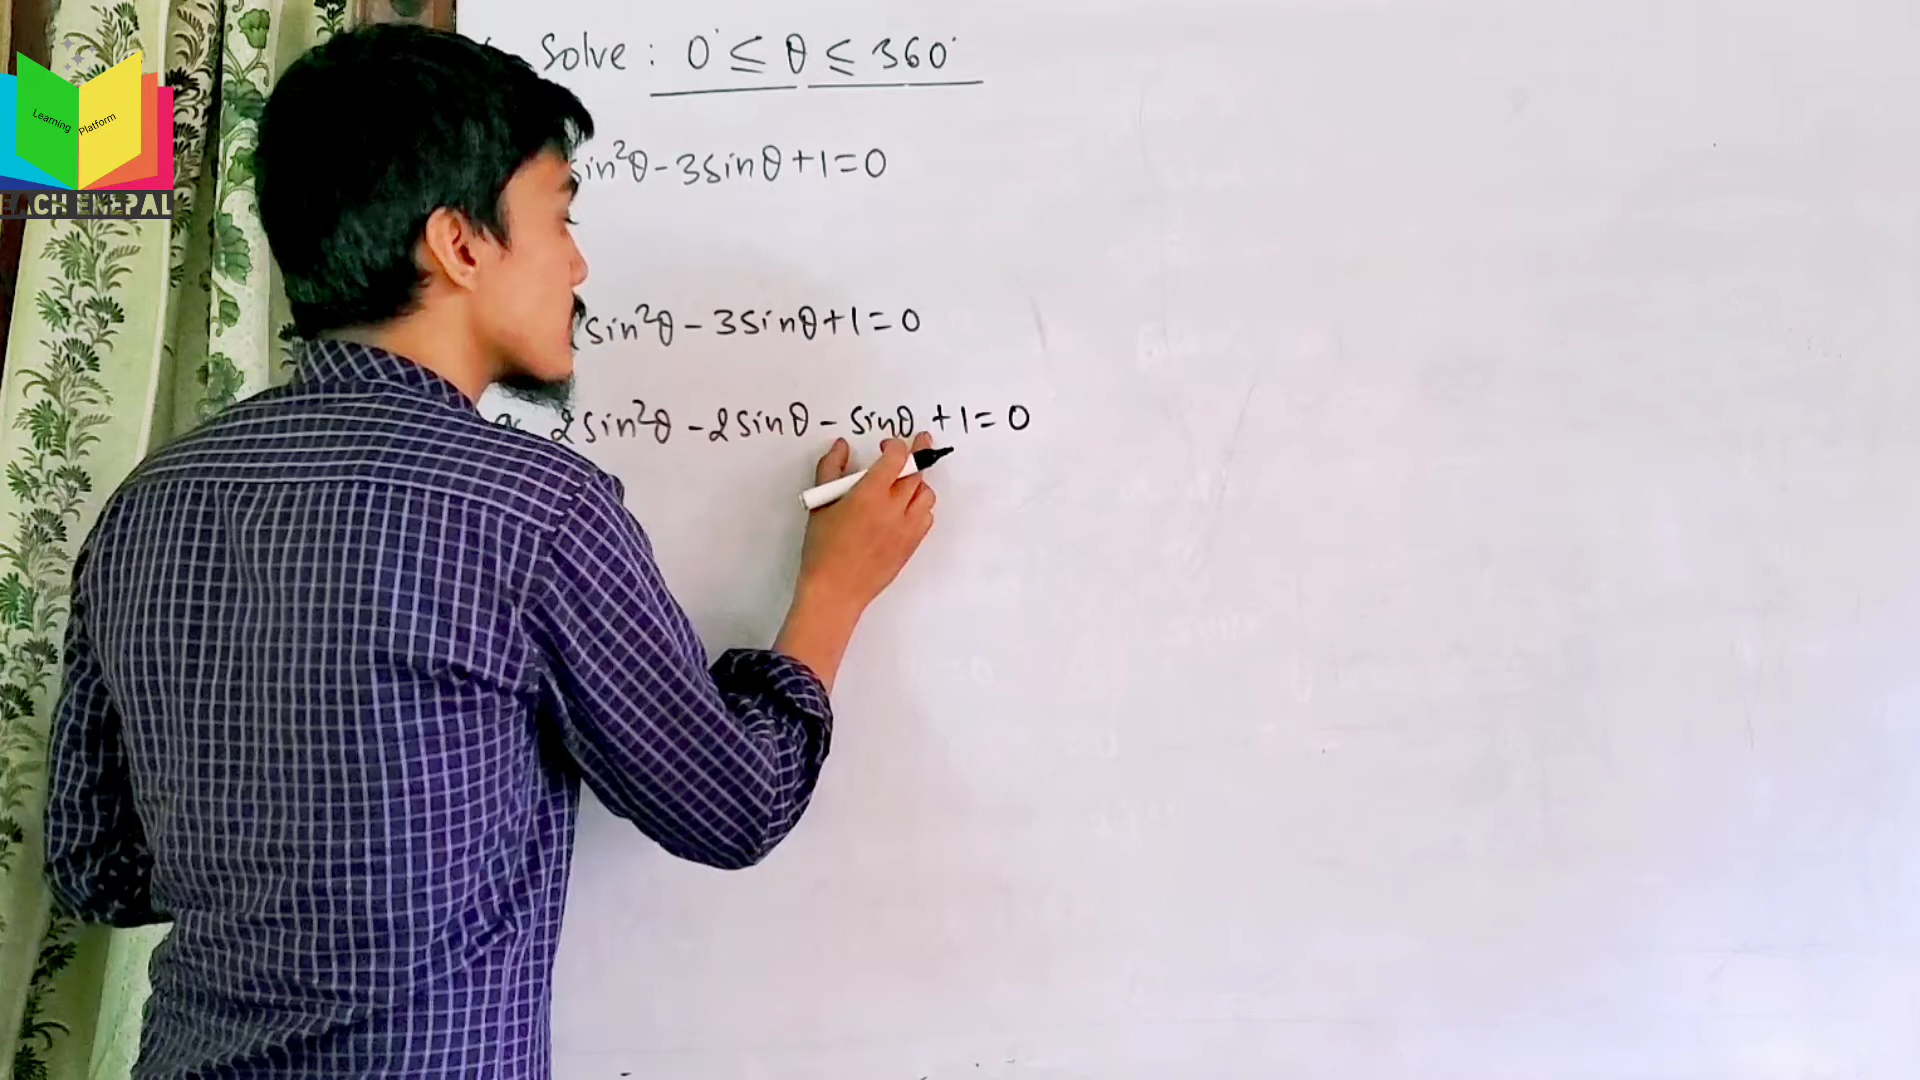 Learning Platform
EACH ENEPAL
Solve : 0° ≤ θ ≤ 360°
sin²θ - 3sinθ + 1 = 0
sin²θ - 3sinθ + 1 = 0
2sin²θ - 2sinθ - sinθ + 1 = 0